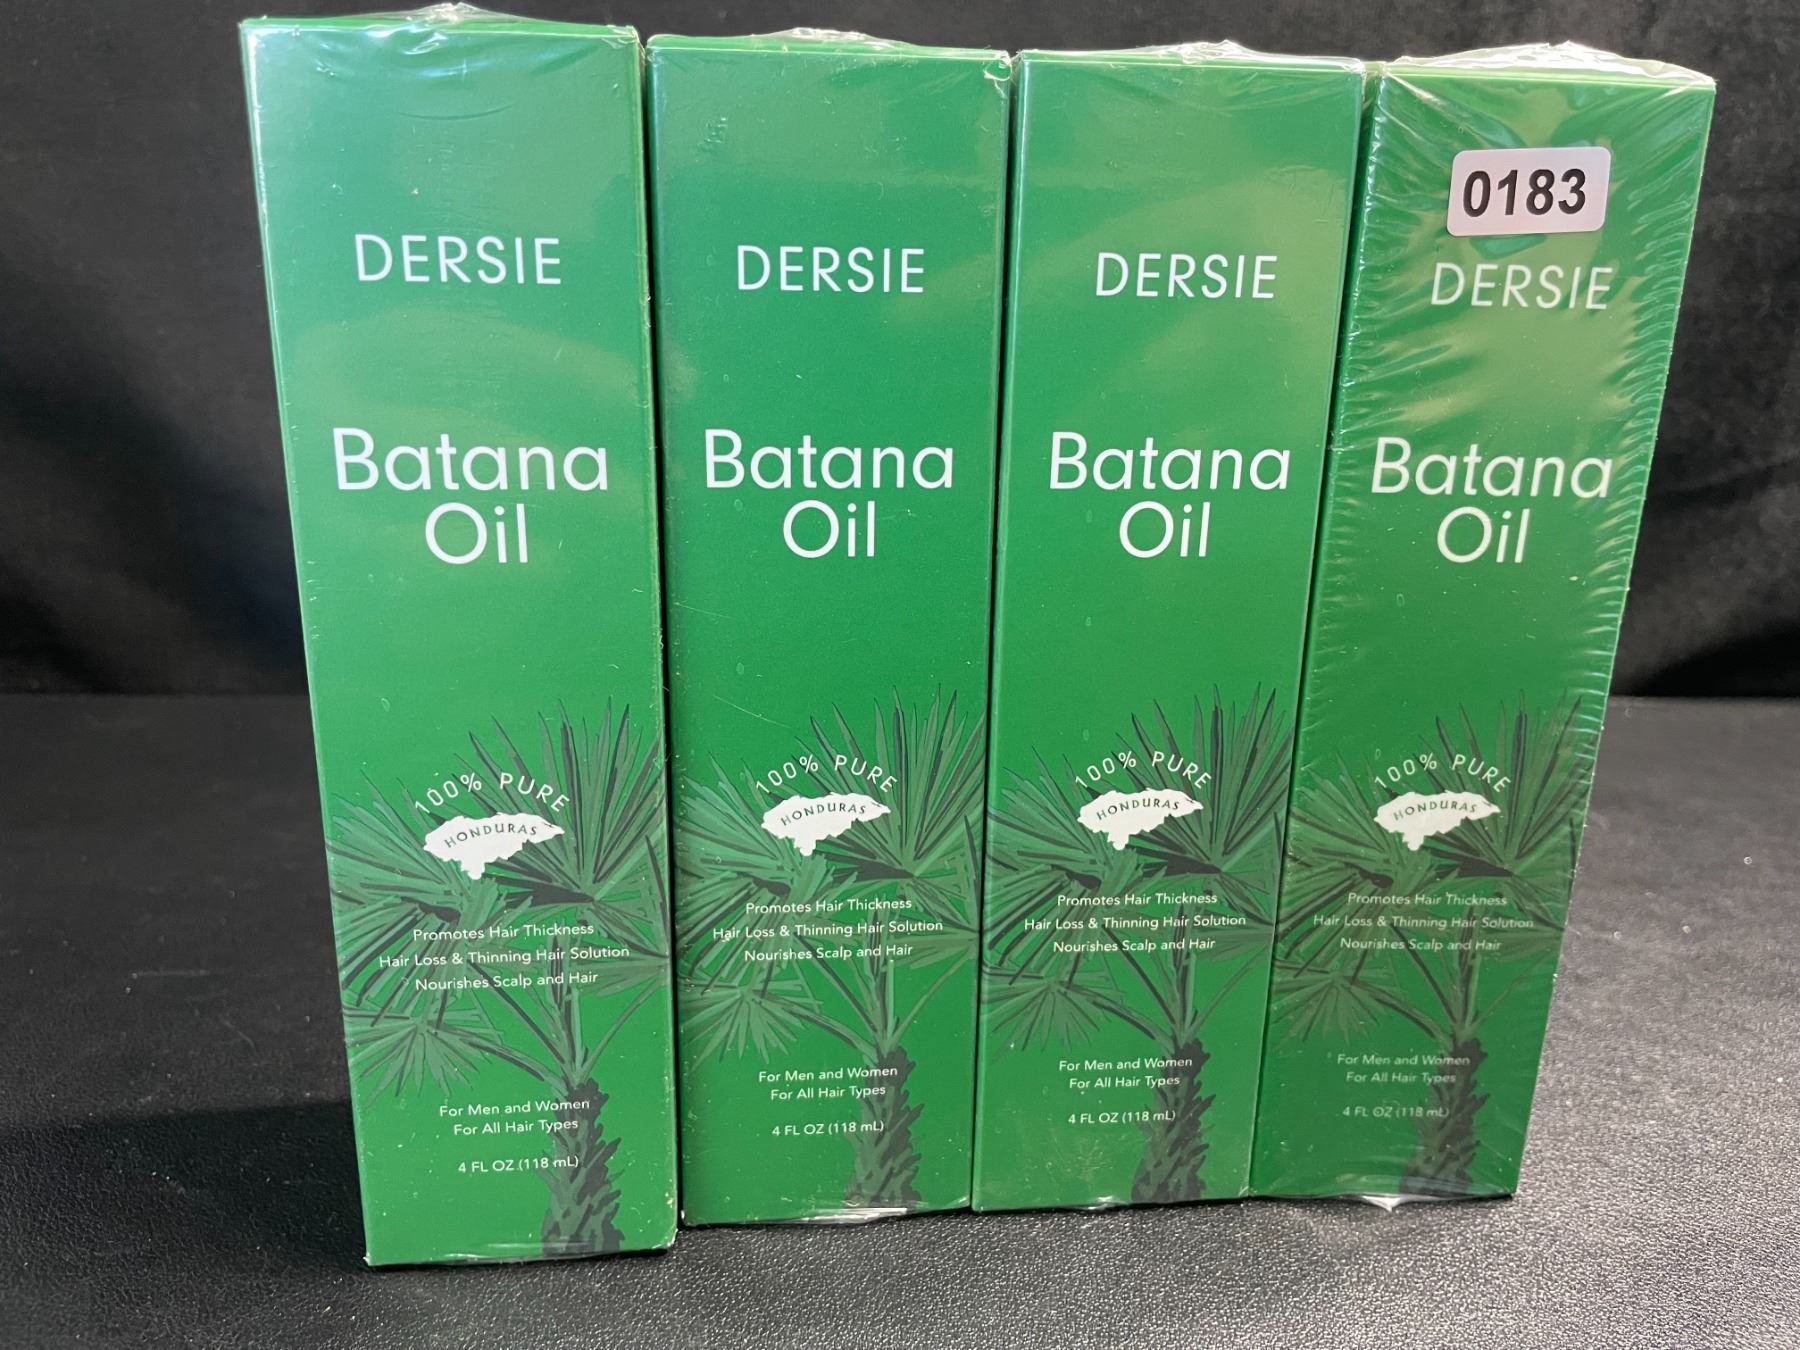 DERSIE
Batana
Oil
100% PURE
HONDURAS
Promotes Hair Thickness
Hair Loss & Thinning Hair Solution
Nourishes Scalp and Hair
For Men and Women
For All Hair Types
4 FL OZ (118 mL)
DERSIE
Batana
Oil
100% PURE
HONDURAS
Promotes Hair Thickness
Hair Loss & Thinning Hair Solution
Nourishes Scalp and Hair
For Men and Women
For All Hair Types
4 FL OZ (118 mL)
DERSIE
Batana
Oil
100% PURE
HONDURAS
Promotes Hair Thickness
Hair Loss & Thinning Hair Solution
Nourishes Scalp and Hair
For Men and Women
For All Hair Types
4 FL OZ (118 mL)
0183
DERSIE
Batana
Oil
100% PURE
HONDURAS
Promotes Hair Thickness
Hair Loss & Thinning Hair Solution
Nourishes Scalp and Hair
For Men and Women
For All Hair Types
4 FL OZ (118 mL)